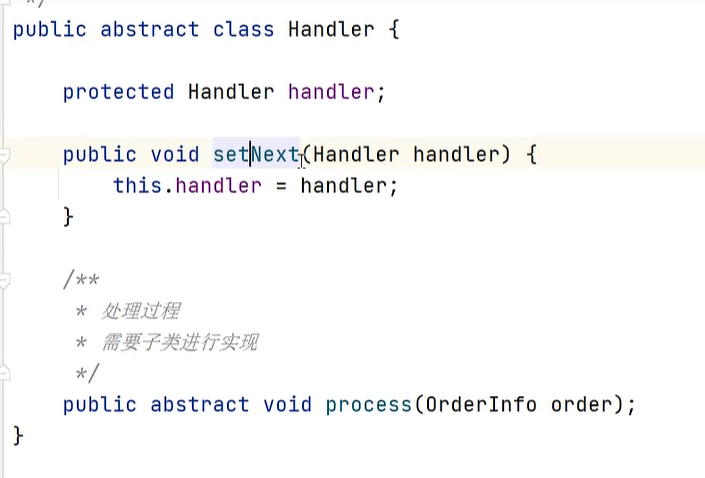 */
public abstract class Handler {
protected Handler handler;
public void setNext(Handler handler) {
this.handler = handler;
}
/**
* 处理过程
* 需要子类进行实现
*/
public abstract void process(OrderInfo order);
}